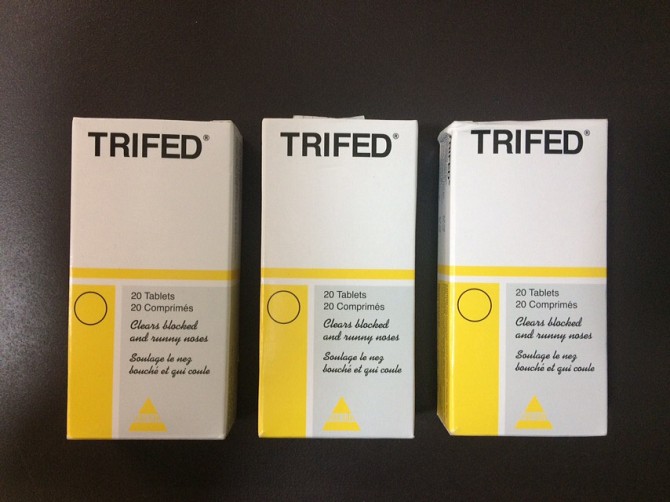 TRIFED®
20 Tablets
20 Comprimés
Clears blocked
and runny noses
Soulage le nez
bouché et qui coule
TRIFED®
20 Tablets
20 Comprimés
Clears blocked
and runny noses
Soulage le nez
bouché et qui coule
TRIFED®
20 Tablets
20 Comprimés
Clears blocked
and runny noses
Soulage le nez
bouché et qui coule